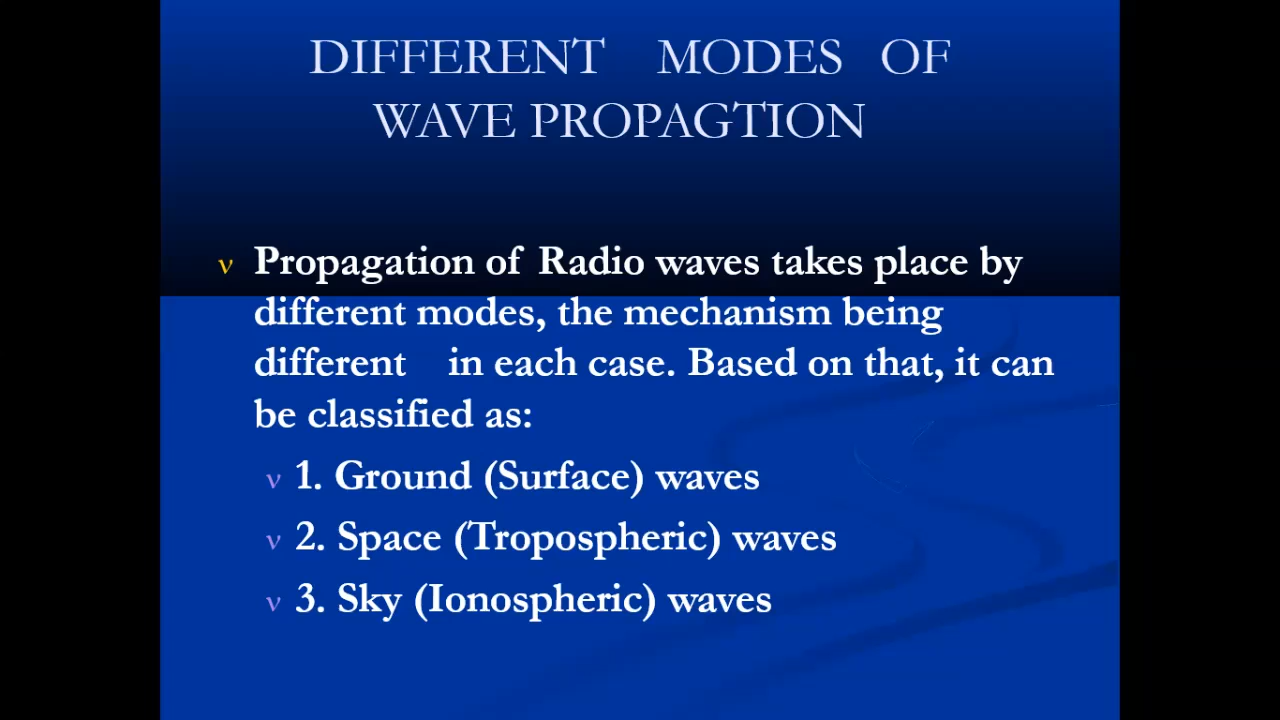 DIFFERENT MODES OF
WAVE PROPAGTION
ν Propagation of Radio waves takes place by
different modes, the mechanism being
different in each case. Based on that, it can
be classified as:
ν 1. Ground (Surface) waves
ν 2. Space (Tropospheric) waves
ν 3. Sky (Ionospheric) waves